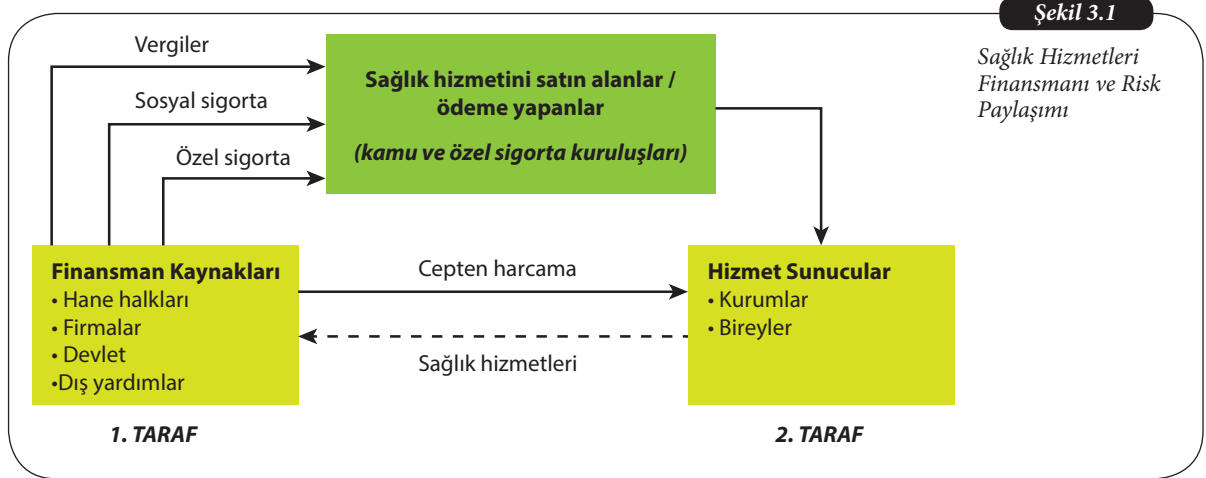 Şekil 3.1
Sağlık Hizmetleri
Finansmanı ve Risk
Paylaşımı
Vergiler
Sosyal sigorta
Özel sigorta
Sağlık hizmetini satın alanlar /
ödeme yapanlar
(kamu ve özel sigorta kuruluşları)
Finansman Kaynakları
• Hane halkları
• Firmalar
• Devlet
•Dış yardımlar
1. TARAF
Cepten harcama
Sağlık hizmetleri
Hizmet Sunucular
• Kurumlar
• Bireyler
2. TARAF